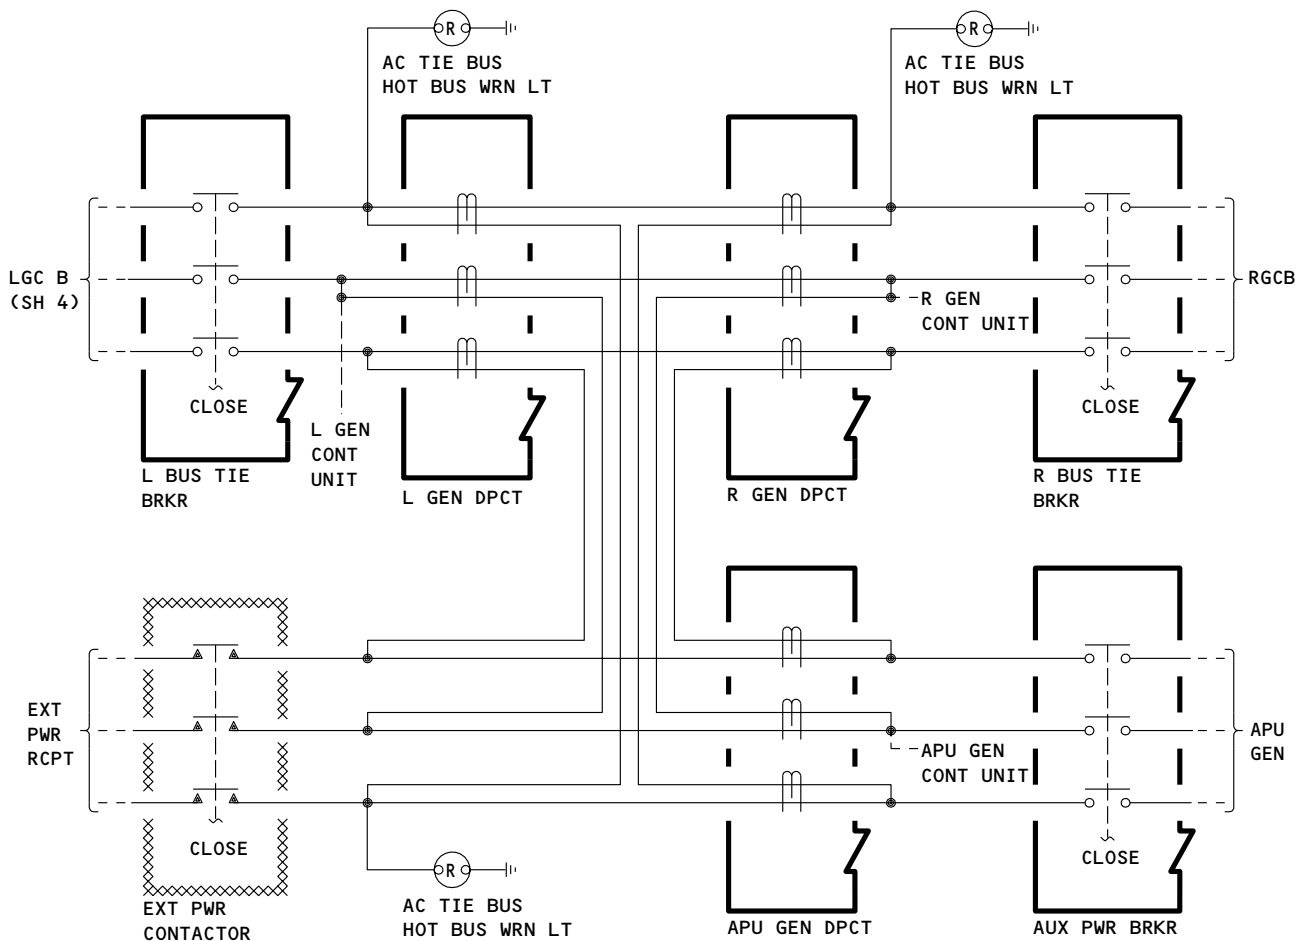 R
R
AC TIE BUS
HOT BUS WRN LT
AC TIE BUS
HOT BUS WRN LT
LGC B
(SH 4)
RGCB
R GEN
CONT UNIT
CLOSE
CLOSE
L GEN
CONT
UNIT
L BUS TIE
BRKR
L GEN DPCT
R GEN DPCT
R BUS TIE
BRKR
EXT
PWR
RCPT
APU GEN
CONT UNIT
APU
GEN
CLOSE
CLOSE
R
AC TIE BUS
HOT BUS WRN LT
EXT PWR
CONTACTOR
APU GEN DPCT
AUX PWR BRKR